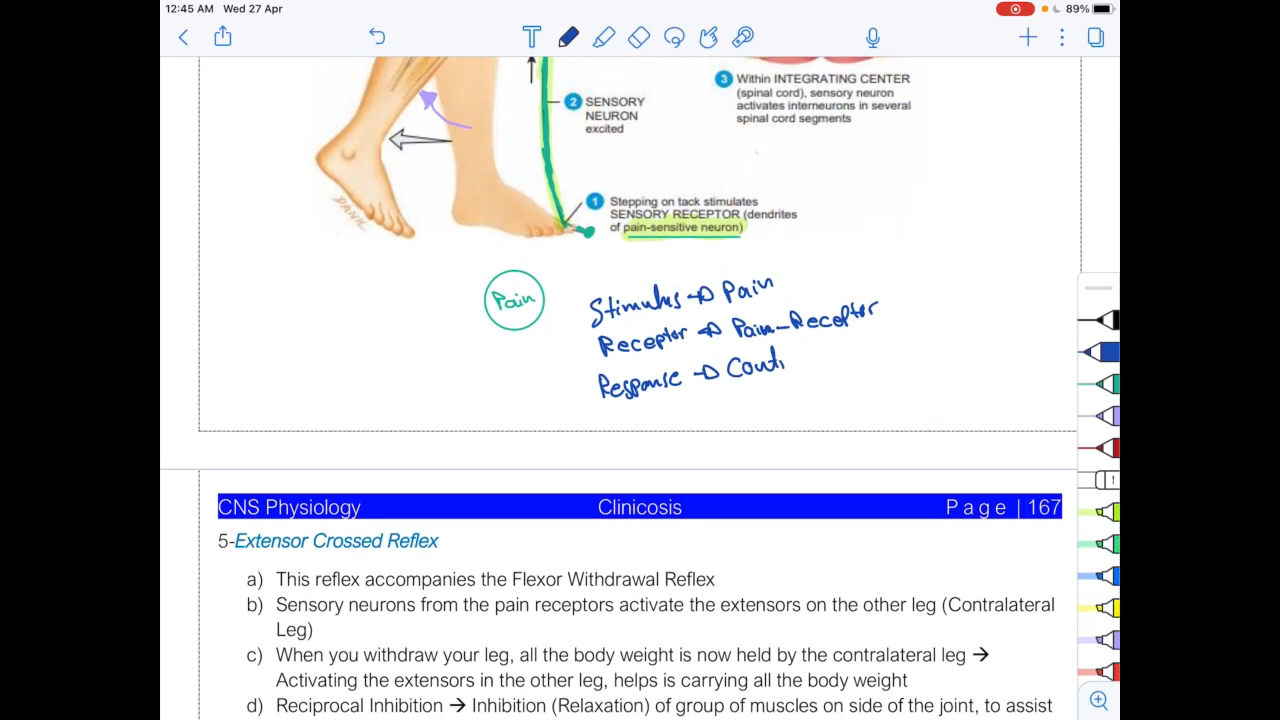 12:45 AM Wed 27 Apr
89%
T
3 Within INTEGRATING CENTER
(spinal cord), sensory neuron
activates interneurons in several
spinal cord segments
2 SENSORY
NEURON
excited
1 Stepping on tack stimulates
SENSORY RECEPTOR (dendrites
of pain-sensitive neuron)
Pain
Stimulus → Pain
Receptor → Pain-Receptor
Response → Cont
CNS Physiology Clinicosis Page | 167
5-Extensor Crossed Reflex
a) This reflex accompanies the Flexor Withdrawal Reflex
b) Sensory neurons from the pain receptors activate the extensors on the other leg (Contralateral
Leg)
c) When you withdraw your leg, all the body weight is now held by the contralateral leg →
Activating the extensors in the other leg, helps is carrying all the body weight
d) Reciprocal Inhibition → Inhibition (Relaxation) of group of muscles on side of the joint, to assist